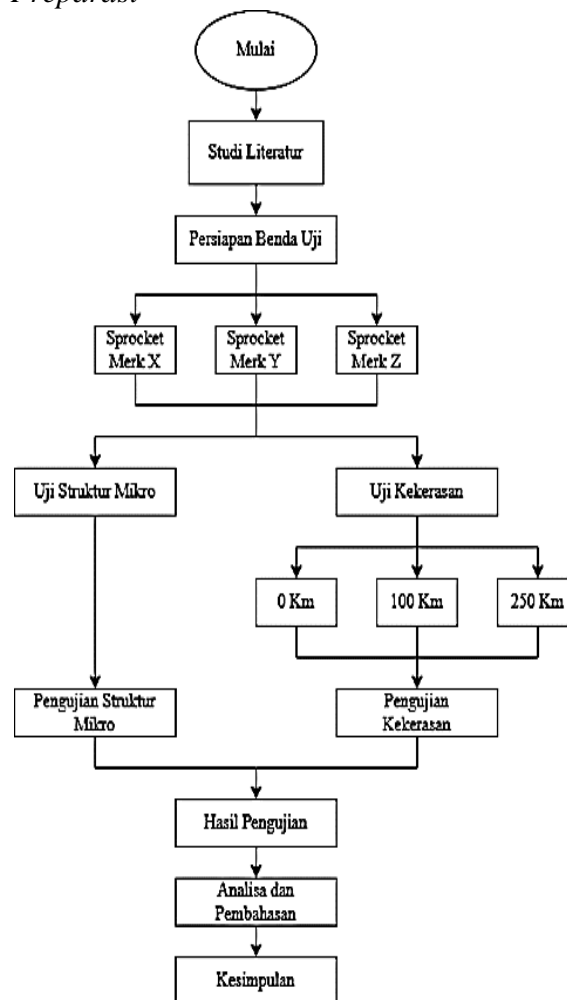 Preparasi
Mulai
Studi Literatur
Persiapan Benda Uji
Sprocket
Merk X
Sprocket
Merk Y
Sprocket
Merk Z
Uji Struktur Mikro
Uji Kekerasan
0 Km
100 Km
250 Km
Pengujian Struktur
Mikro
Pengujian
Kekerasan
Hasil Pengujian
Analisa dan
Pembahasan
Kesimpulan